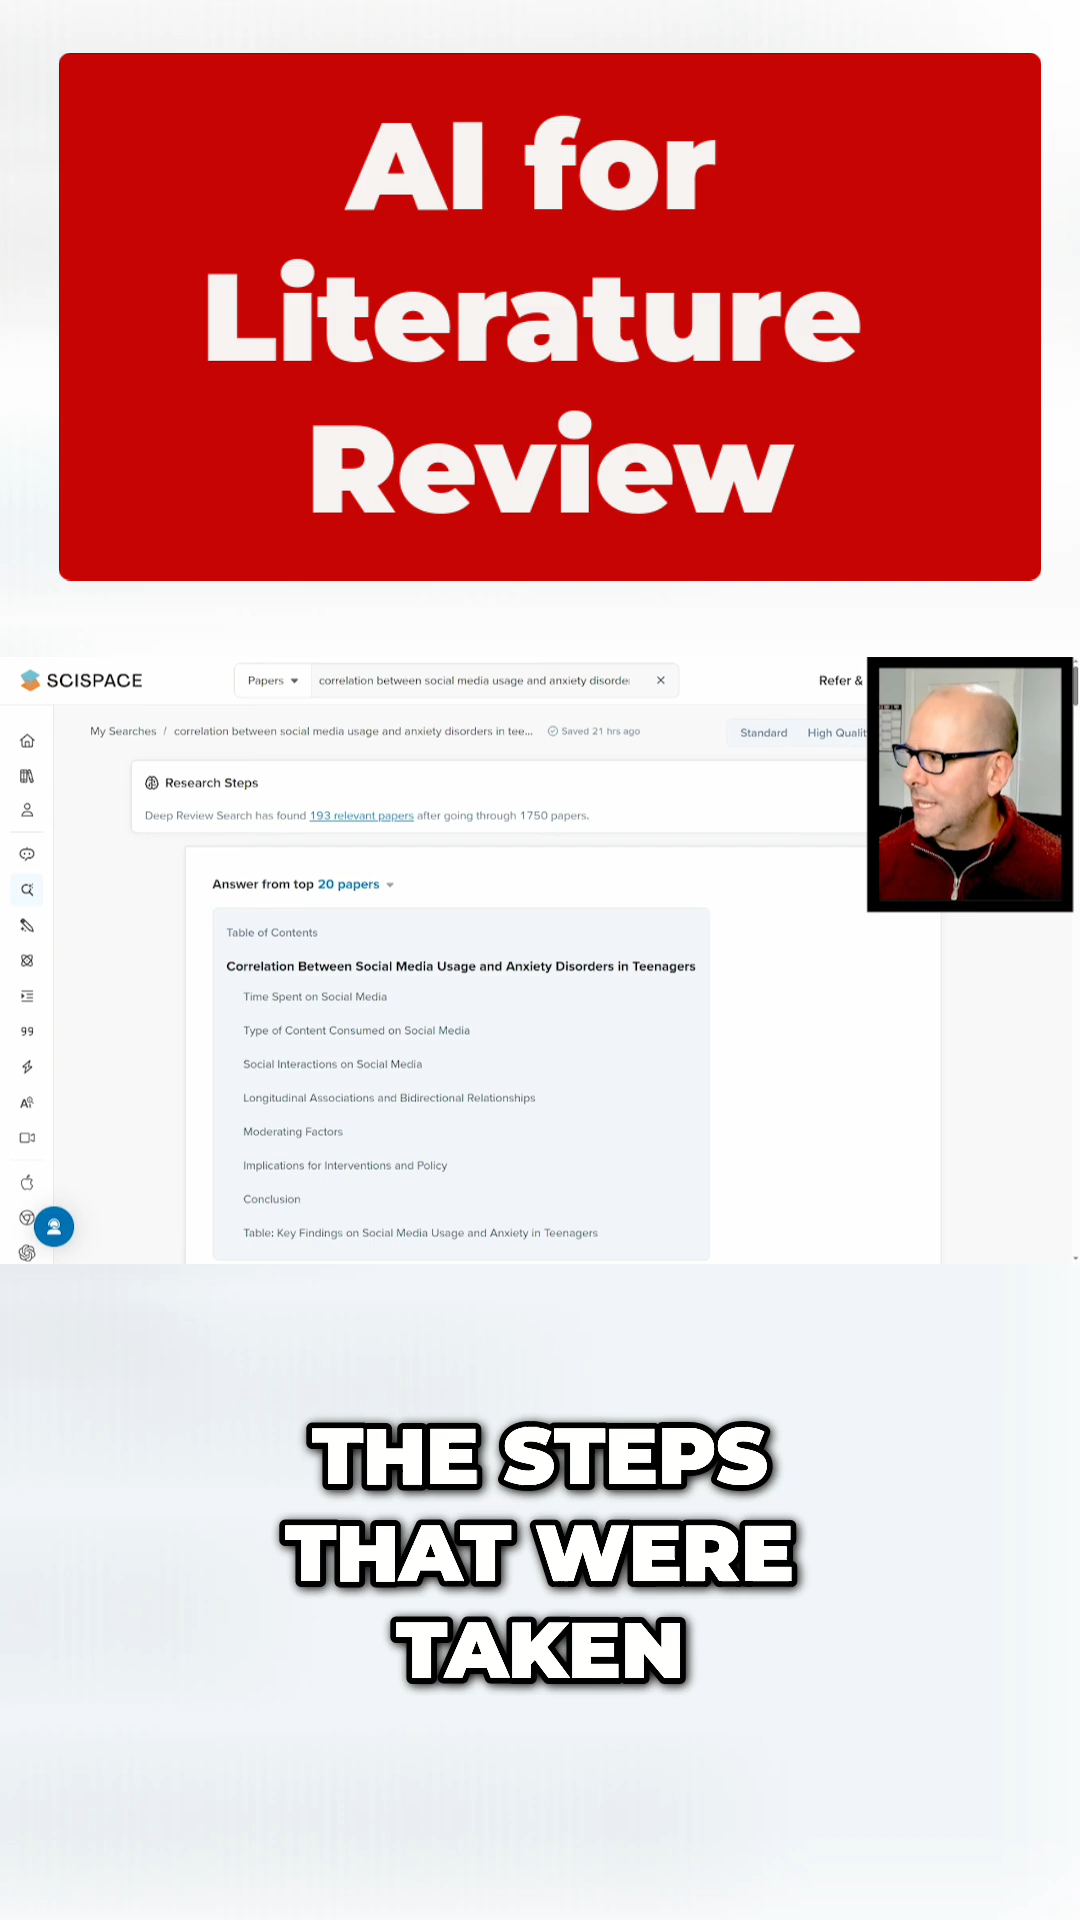 AI for
Literature
Review
SCISPACE
Papers
correlation between social media usage and anxiety disorde
Refer &
My Searches / correlation between social media usage and anxiety disorders in tee...
Saved 21 hrs ago
Standard
High Qualit
Research Steps
Deep Review Search has found 193 relevant papers after going through 1750 papers.
Answer from top 20 papers
Table of Contents
Correlation Between Social Media Usage and Anxiety Disorders in Teenagers
Time Spent on Social Media
Type of Content Consumed on Social Media
Social Interactions on Social Media
Longitudinal Associations and Bidirectional Relationships
Moderating Factors
Implications for Interventions and Policy
Conclusion
Table: Key Findings on Social Media Usage and Anxiety in Teenagers
THE STEPS
THAT WERE
TAKEN